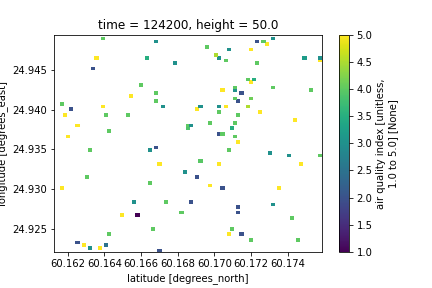 time = 124200, height = 50.0
5.0
4.5
4.0
3.5
3.0
2.5
2.0
1.5
1.0
air quality index [unitless,
1.0 to 5.0] [None]
24.945
24.940
24.935
24.930
24.925
longitude [degrees_east]
60.162 60.164 60.166 60.168 60.170 60.172 60.174
latitude [degrees_north]